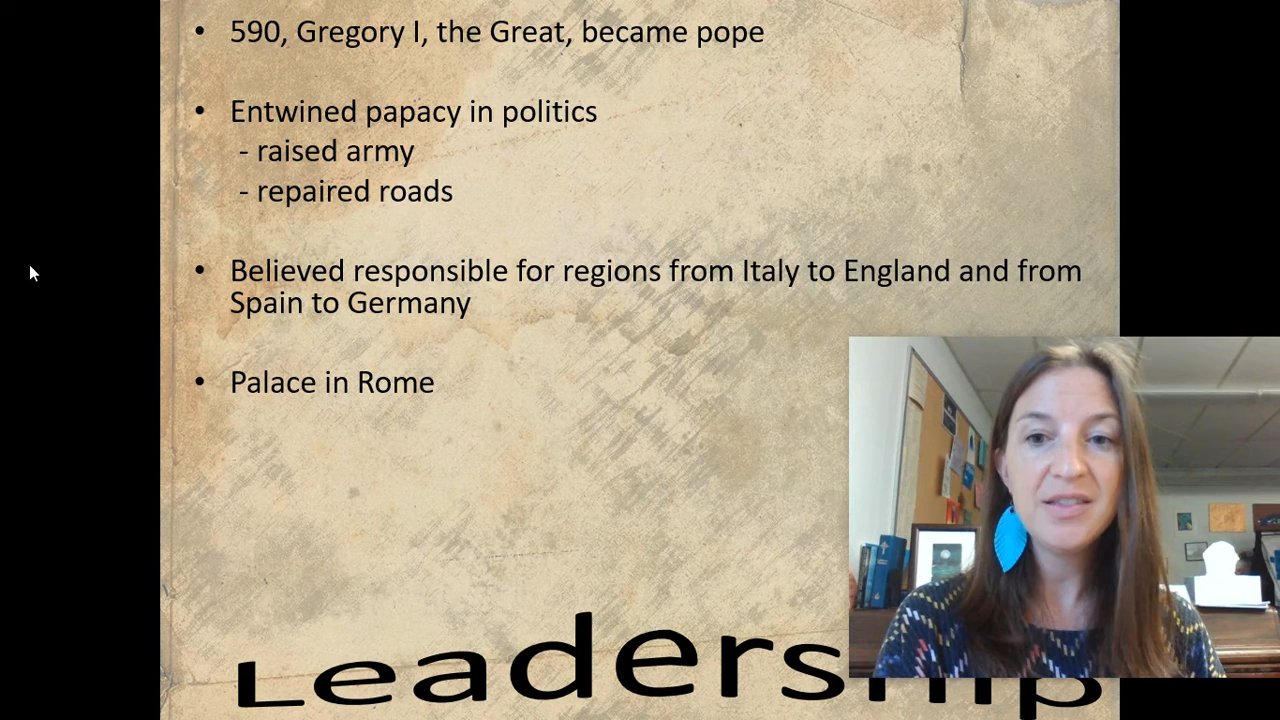 • 590, Gregory I, the Great, became pope
• Entwined papacy in politics
- raised army
- repaired roads
• Believed responsible for regions from Italy to England and from
Spain to Germany
• Palace in Rome
Leadership